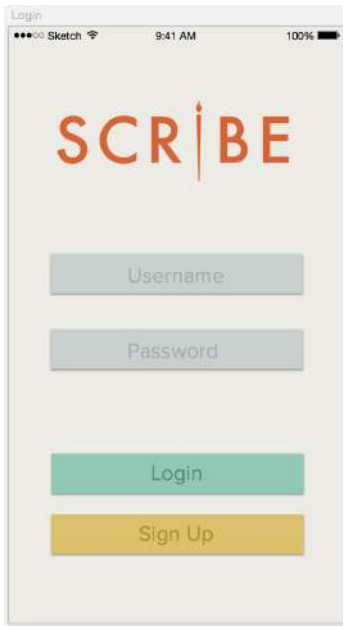 Login
Sketch 9:41 AM 100%
SCRIBE
Username
Password
Login
Sign Up